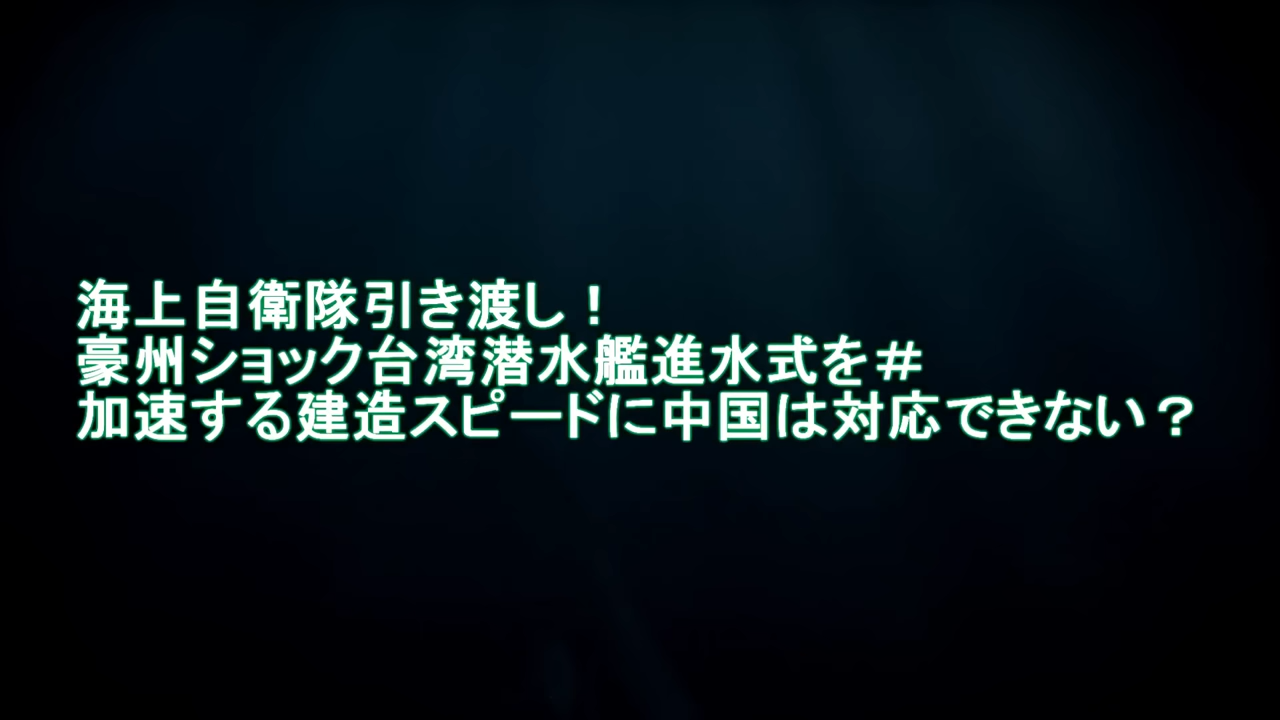 海上自衛隊引き渡し！
豪州ショック台湾潜水艦進水式を＃
加速する建造スピードに中国は対応できない？